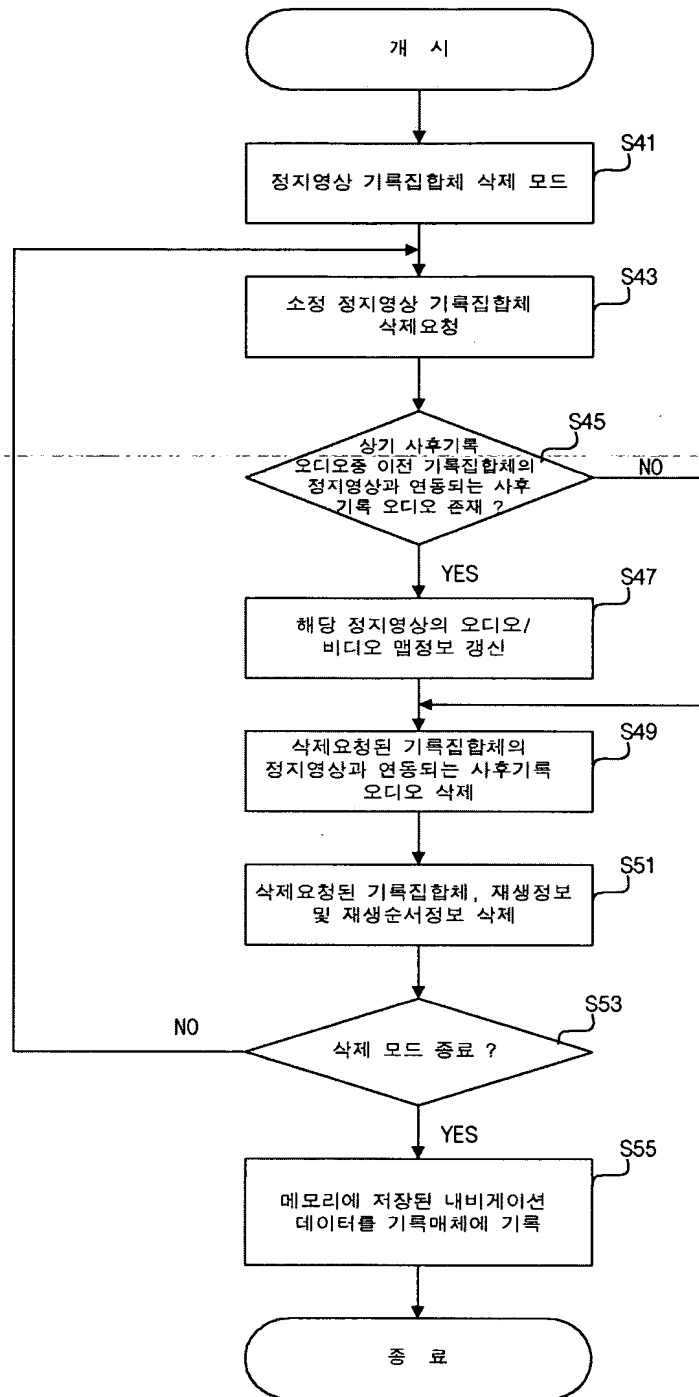 개 시
S41
정지영상 기록집합체 삭제 모드
S43
소정 정지영상 기록집합체
삭제요청
S45
상기 사후기록
오디오중 이전 기록집합체의
정지영상과 연동되는 사후
기록 오디오 존재 ?
NO
YES
S47
해당 정지영상의 오디오/
비디오 맵정보 갱신
S49
삭제요청된 기록집합체의
정지영상과 연동되는 사후기록
오디오 삭제
S51
삭제요청된 기록집합체, 재생정보
및 재생순서정보 삭제
S53
NO
삭제 모드 종료 ?
YES
S55
메모리에 저장된 내비게이션
데이터를 기록매체에 기록
종 료